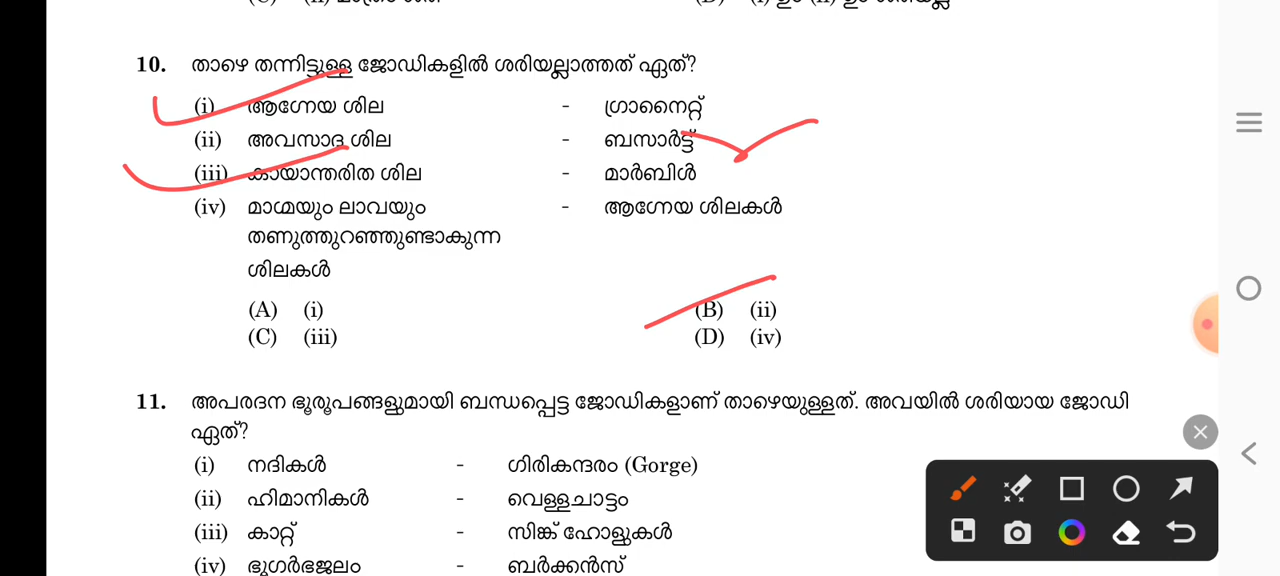 10. താഴെ തന്നിട്ടുള്ള ജോഡികളിൽ ശരിയല്ലാത്തത് ഏത്?
(i) ആഗ്നേയ ശില - ഗ്രാനൈറ്റ്
(ii) അവസാദ ശില - ബസാർട്ട്
(iii) കായാന്തരിത ശില - മാർബിൾ
(iv) മാഗ്മയും ലാവയും - ആഗ്നേയ ശിലകൾ
തണുത്തുറഞ്ഞുണ്ടാകുന്ന
ശിലകൾ
(A) (i) (B) (ii)
(C) (iii) (D) (iv)
11. അപരദന ഭൂരൂപങ്ങളുമായി ബന്ധപ്പെട്ട ജോഡികളാണ് താഴെയുള്ളത്. അവയിൽ ശരിയായ ജോഡി
ഏത്?
(i) നദികൾ - ഗിരികന്ദരം (Gorge)
(ii) ഹിമാനികൾ - വെള്ളചാട്ടം
(iii) കാറ്റ് - സിങ്ക് ഹോളുകൾ
(iv) ഭൂഗർഭജലം - ബർക്കൻസ്